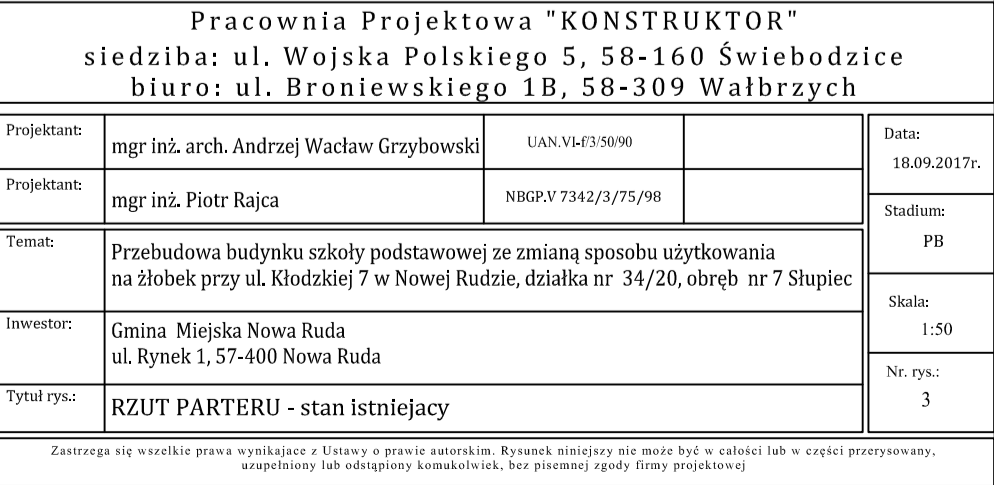 Pracownia Projektowa "KONSTRUKTOR"
siedziba: ul. Wojska Polskiego 5, 58-160 Świebodzice
biuro: ul. Broniewskiego 1B, 58-309 Wałbrzych
Projektant:
mgr inż. arch. Andrzej Wacław Grzybowski
UAN.VI-f/3/50/90
Projektant:
mgr inż. Piotr Rajca
NBGP.V 7342/3/75/98
Temat:
Przebudowa budynku szkoły podstawowej ze zmianą sposobu użytkowania
na żłobek przy ul. Kłodzkiej 7 w Nowej Rudzie, działka nr 34/20, obręb nr 7 Słupiec
Inwestor:
Gmina Miejska Nowa Ruda
ul. Rynek 1, 57-400 Nowa Ruda
Tytuł rys.:
RZUT PARTERU - stan istniejacy
Data:
18.09.2017r.
Stadium:
PB
Skala:
1:50
Nr. rys.:
3
Zastrzega się wszelkie prawa wynikajace z Ustawy o prawie autorskim. Rysunek niniejszy nie może być w całości lub w części przerysowany,
uzupełniony lub odstąpiony komukolwiek, bez pisemnej zgody firmy projektowej